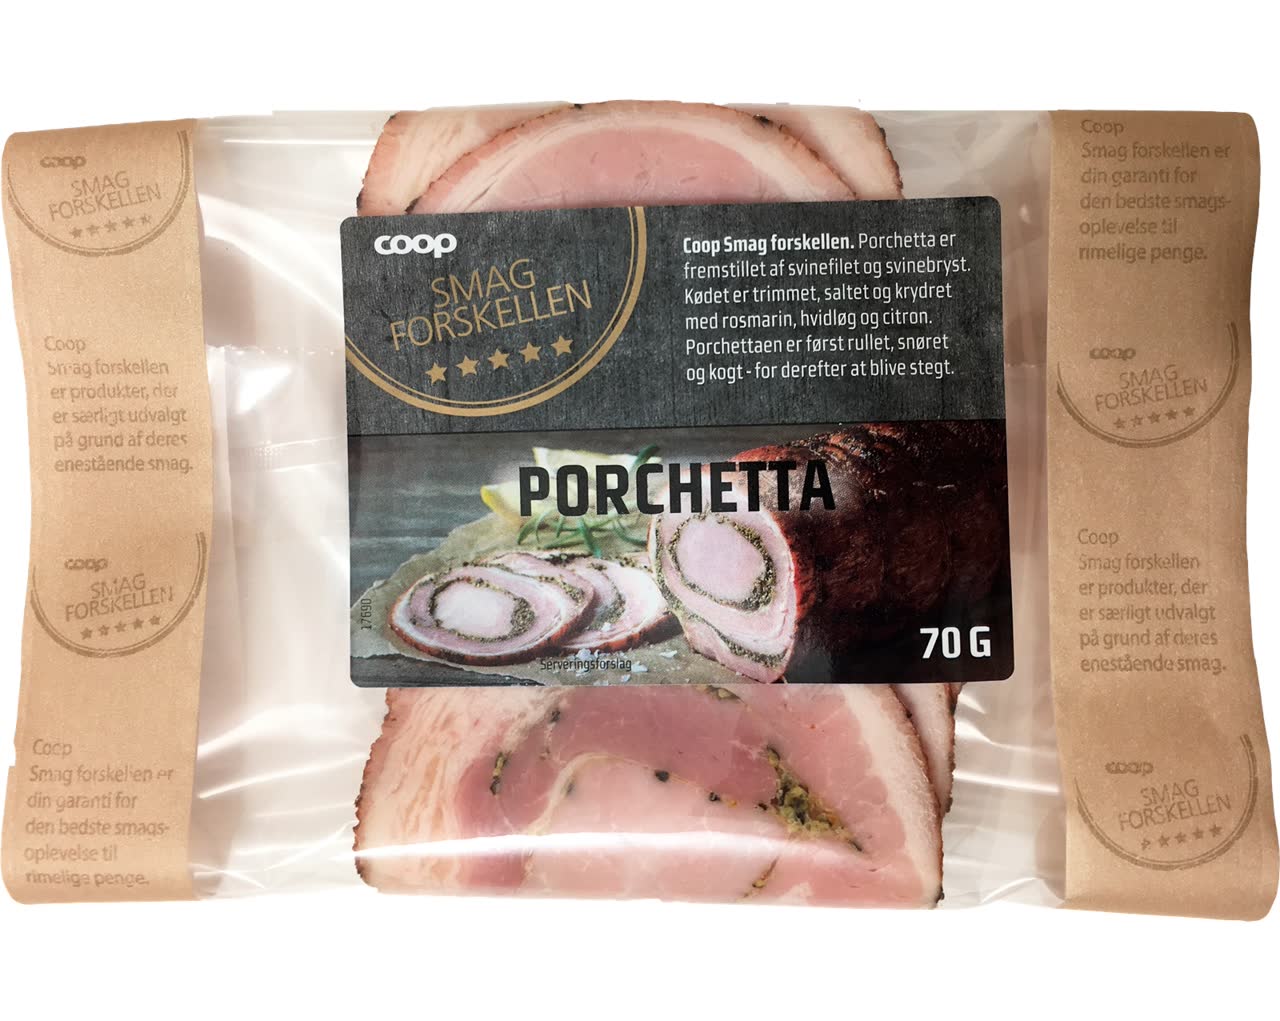 coop
SMAG
FORSKELLEN
Coop
Smag forskellen
er produkter, der
er særligt udvalgt
på grund af deres
enestående smag.
coop
SMAG
FORSKELLEN
Coop
Smag forskellen er
din garanti for
den bedste smags-
oplevelse til
rimelige penge.
coop
SMAG
FORSKELLEN
Coop Smag forskellen. Porchetta er
fremstillet af svinefilet og svinebryst.
Kødet er trimmet, saltet og krydret
med rosmarin, hvidløg og citron.
Porchettaen er først rullet, snøret
og kogt - for derefter at blive stegt.
PORCHETTA
17690
Serveringsforslag
70 G
Coop
Smag forskellen er
din garanti for
den bedste smags-
oplevelse til
rimelige penge.
coop
SMAG
FORSKELLEN
Coop
Smag forskellen
er produkter, der
er særligt udvalgt
på grund af deres
enestående smag.
coop
SMAG
FORSKELLEN